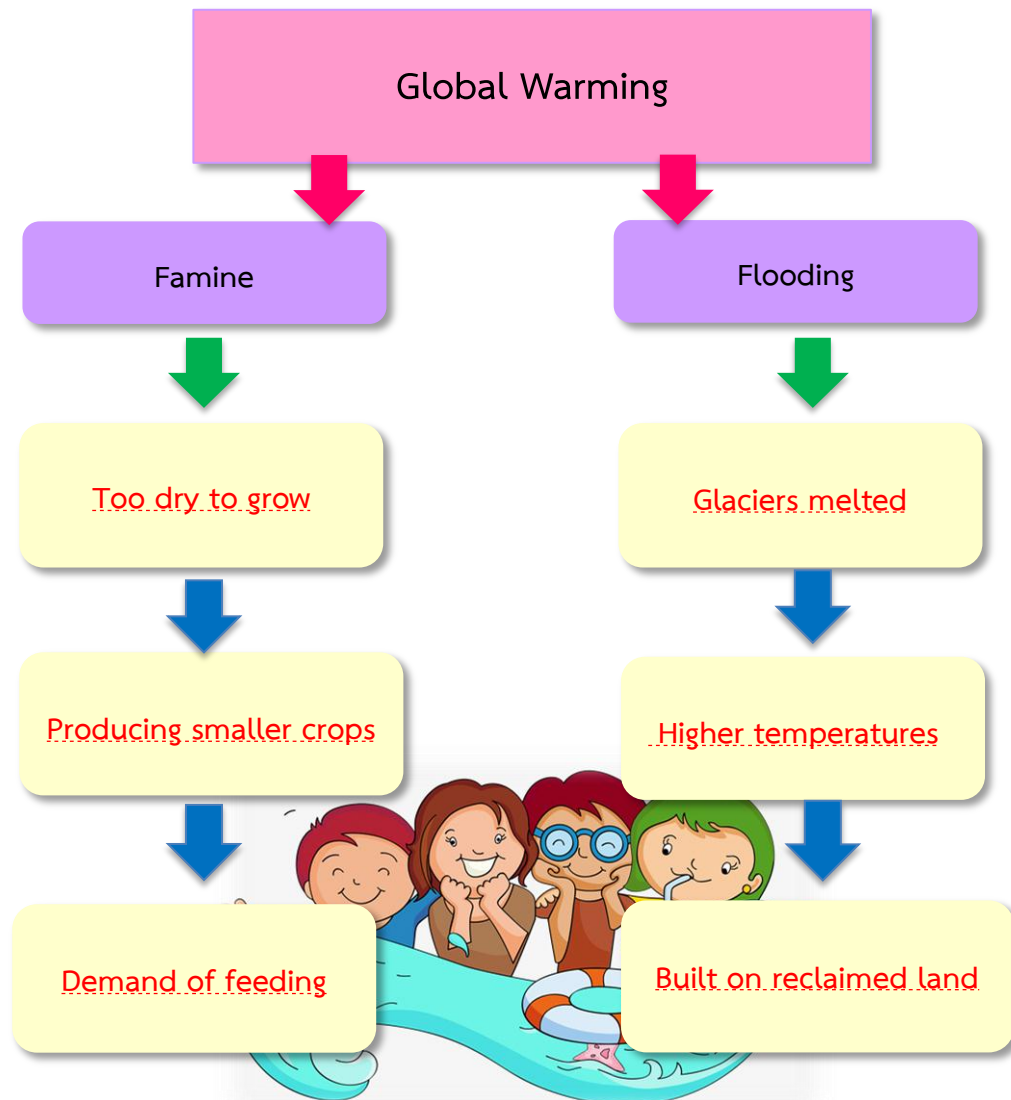 Global Warming
Famine
Flooding
Too dry to grow
Glaciers melted
Producing smaller crops
Higher temperatures
Demand of feeding
Built on reclaimed land